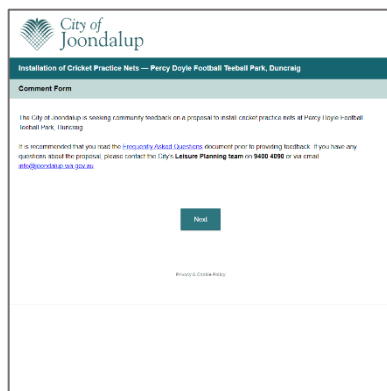 City of
Joondalup
Installation of Cricket Practice Nets — Percy Doyle Football Teeball Park, Duncraig
Comment Form
The City of Joondalup is seeking community feedback on a proposal to install cricket practice nets at Percy Doyle Football
Teeball Park, Duncraig
It is recommended that you read the Frequently Asked Questions document prior to providing feedback. If you have any
questions about the proposal, please contact the City's Leisure Planning team on 9400 4090 or via email
info@joondalup.wa.gov.au
Next
Privacy & Cookie Policy